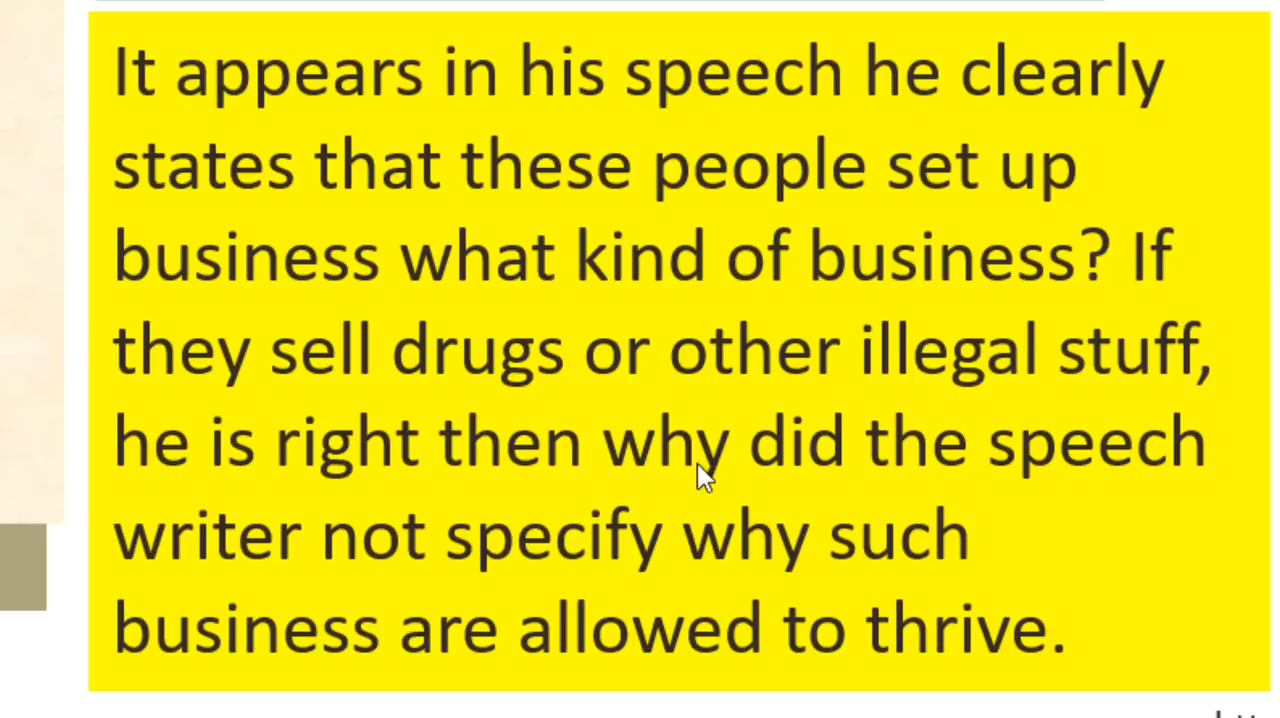 It appears in his speech he clearly
states that these people set up
business what kind of business? If
they sell drugs or other illegal stuff,
he is right then why did the speech
writer not specify why such
business are allowed to thrive.